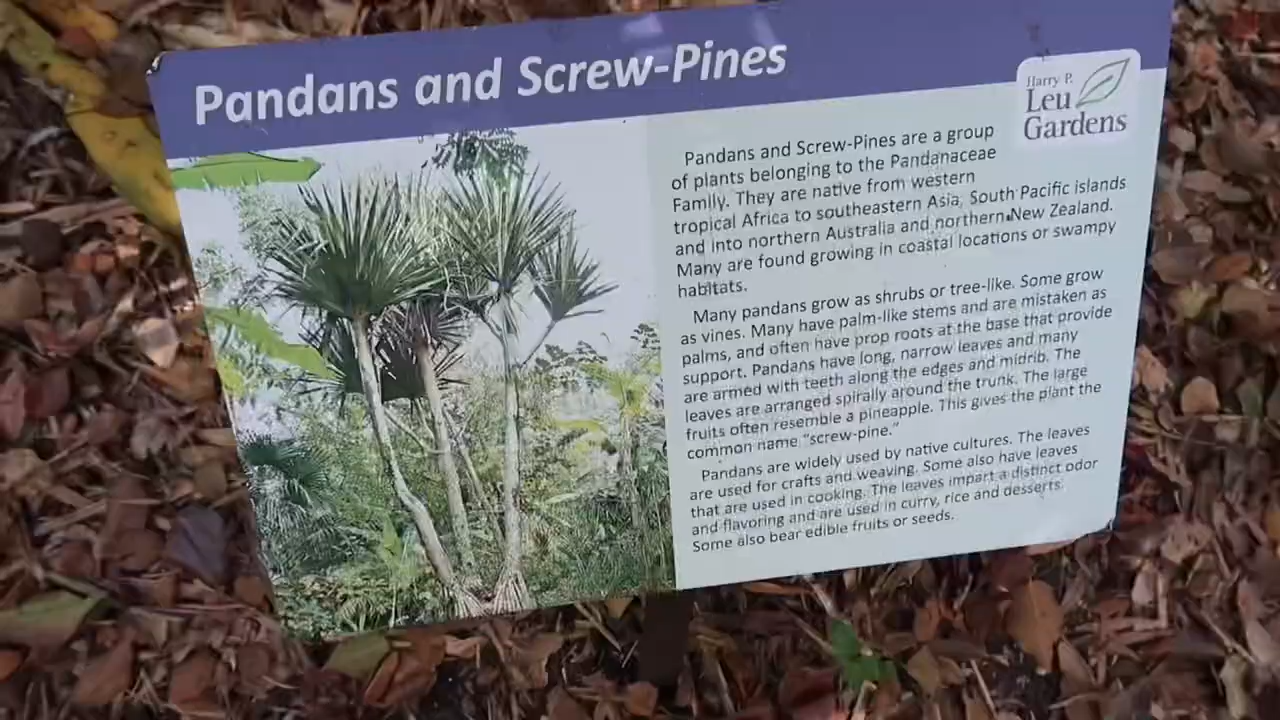 Pandans and Screw-Pines
Harry P.
Leu
Gardens
Pandans and Screw-Pines are a group
of plants belonging to the Pandanaceae
Family. They are native from western
tropical Africa to southeastern Asia, South Pacific islands
and into northern Australia and northern New Zealand.
Many are found growing in coastal locations or swampy
habitats.
Many pandans grow as shrubs or tree-like. Some grow
as vines. Many have palm-like stems and are mistaken as
palms, and often have prop roots at the base that provide
support. Pandans have long, narrow leaves and many
are armed with teeth along the edges and midrib. The
leaves are arranged spirally around the trunk. The large
fruits often resemble a pineapple. This gives the plant the
common name “screw-pine.”
Pandans are widely used by native cultures. The leaves
are used for crafts and weaving. Some also have leaves
that are used in cooking. The leaves impart a distinct odor
and flavoring and are used in curry, rice and desserts.
Some also bear edible fruits or seeds.